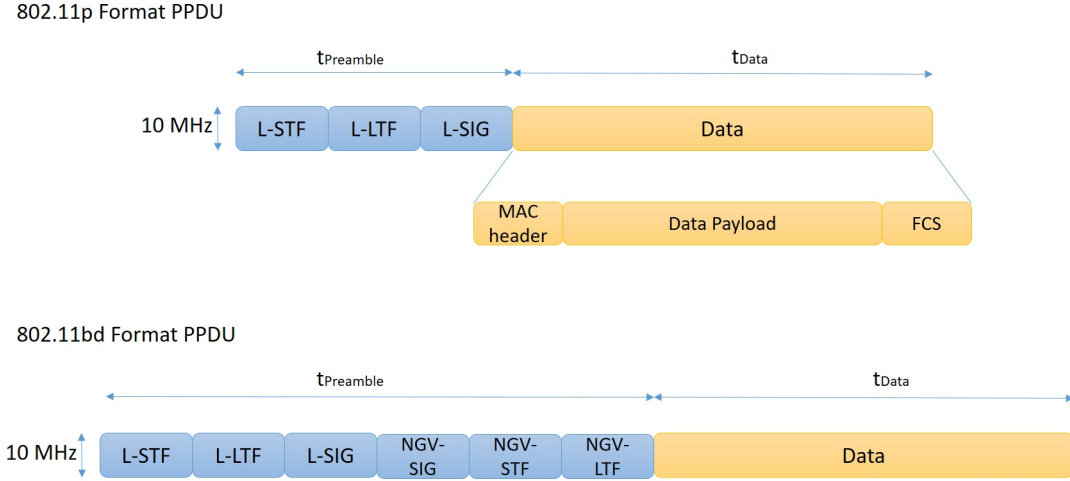 802.11p Format PPDU
tPreamble
tData
10 MHz
L-STF
L-LTF
L-SIG
Data
MAC
header
Data Payload
FCS
802.11bd Format PPDU
tPreamble
tData
10 MHz
L-STF
L-LTF
L-SIG
NGV-
SIG
NGV-
STF
NGV-
LTF
Data